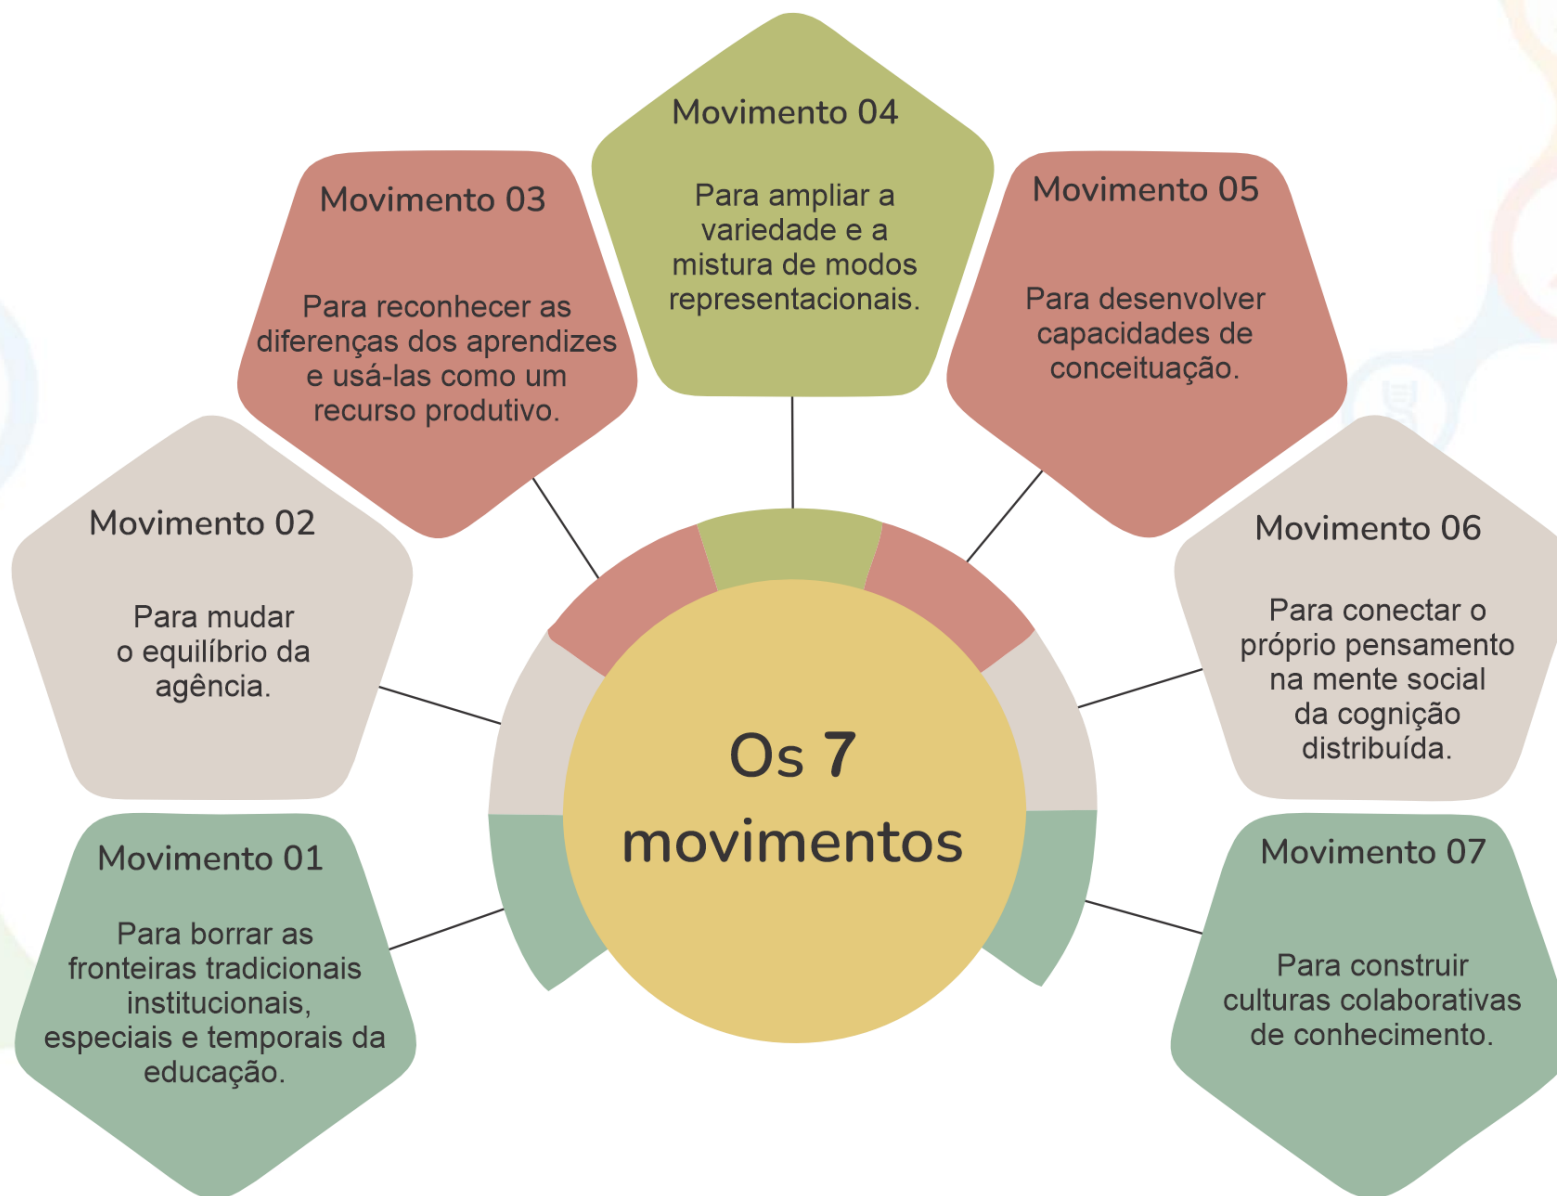 Movimento 01
Para borrar as
fronteiras tradicionais
institucionais,
especiais e temporais da
educação.
Movimento 02
Para mudar
o equilíbrio da
agência.
Movimento 03
Para reconhecer as
diferenças dos aprendizes
e usá-las como um
recurso produtivo.
Movimento 04
Para ampliar a
variedade e a
mistura de modos
representacionais.
Movimento 05
Para desenvolver
capacidades de
conceituação.
Movimento 06
Para conectar o
próprio pensamento
na mente social
da cognição
distribuída.
Movimento 07
Para construir
culturas colaborativas
de conhecimento.
Os 7
movimentos